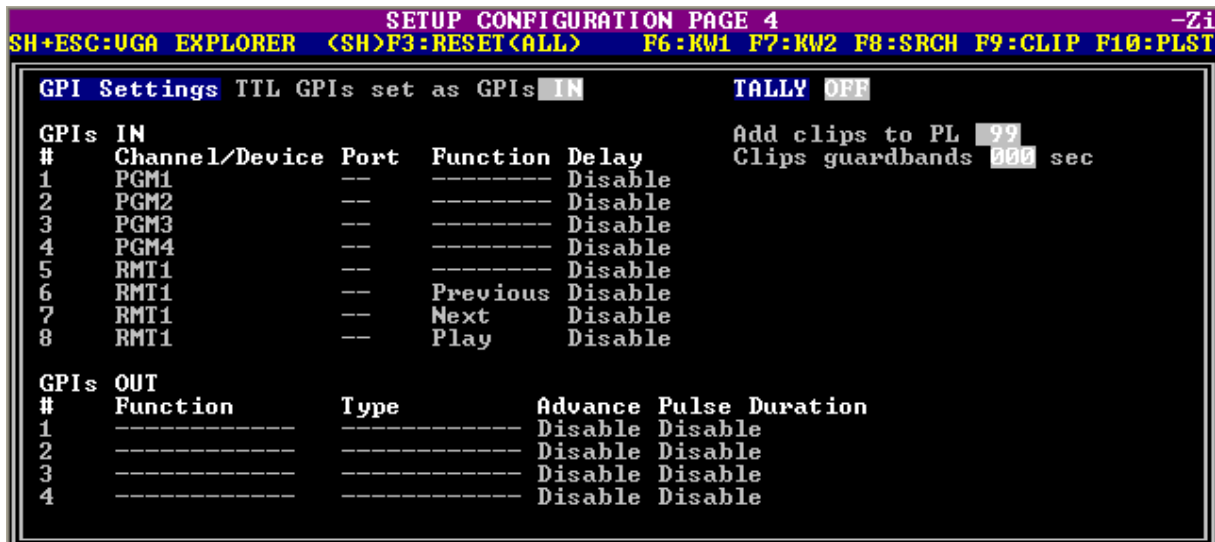 SETUP CONFIGURATION PAGE 4 -Zi
SH+ESC:VGA EXPLORER <SH>F3:RESET<ALL> F6:KW1 F7:KW2 F8:SRCH F9:CLIP F10:PLST
GPI Settings TTL GPIs set as GPIs IN TALLY OFF
GPIs IN Add clips to PL 99
# Channel/Device Port Function Delay Clips guardbands 000 sec
1 PGM1 -- -------- Disable
2 PGM2 -- -------- Disable
3 PGM3 -- -------- Disable
4 PGM4 -- -------- Disable
5 RMT1 -- -------- Disable
6 RMT1 -- Previous Disable
7 RMT1 -- Next Disable
8 RMT1 -- Play Disable
GPIs OUT
# Function Type Advance Pulse Duration
1 ------------ ------------ Disable Disable
2 ------------ ------------ Disable Disable
3 ------------ ------------ Disable Disable
4 ------------ ------------ Disable Disable